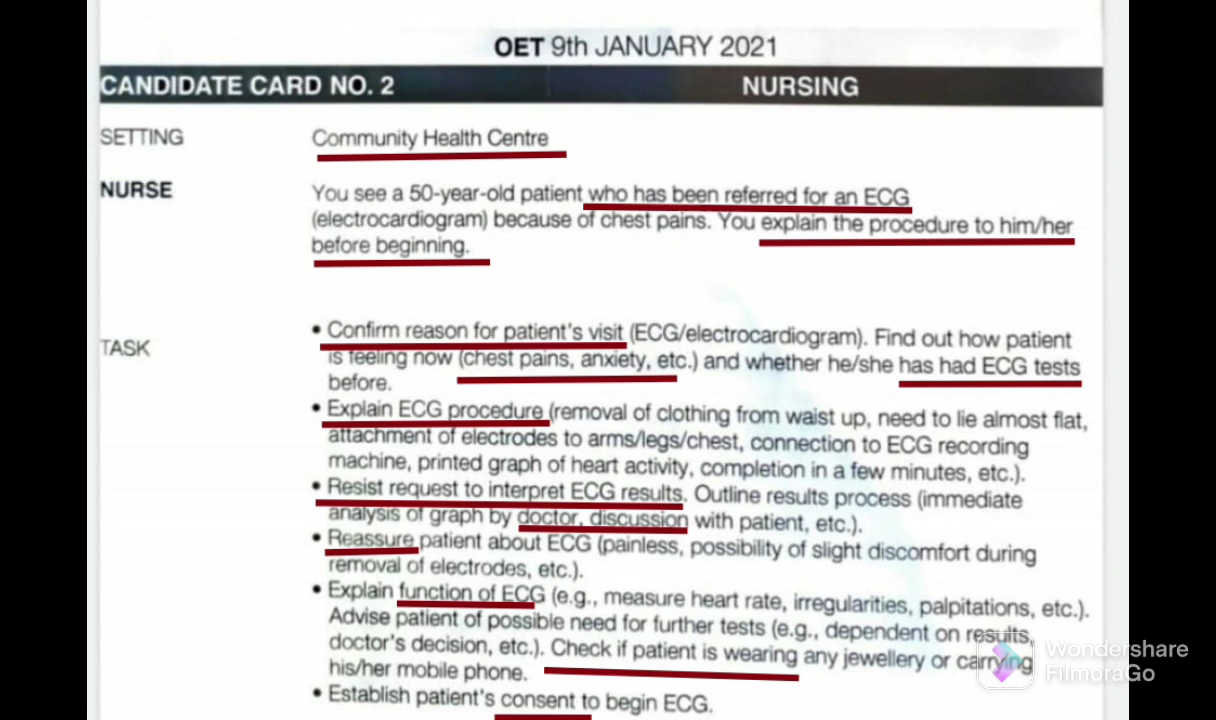 OET 9th JANUARY 2021
CANDIDATE CARD NO. 2 NURSING
SETTING Community Health Centre
NURSE You see a 50-year-old patient who has been referred for an ECG
(electrocardiogram) because of chest pains. You explain the procedure to him/her
before beginning.
TASK
• Confirm reason for patient's visit (ECG/electrocardiogram). Find out how patient
is feeling now (chest pains, anxiety, etc.) and whether he/she has had ECG tests
before.
• Explain ECG procedure (removal of clothing from waist up, need to lie almost flat,
attachment of electrodes to arms/legs/chest, connection to ECG recording
machine, printed graph of heart activity, completion in a few minutes, etc.).
• Resist request to interpret ECG results. Outline results process (immediate
analysis of graph by doctor, discussion with patient, etc.).
• Reassure patient about ECG (painless, possibility of slight discomfort during
removal of electrodes, etc.).
• Explain function of ECG (e.g., measure heart rate, irregularities, palpitations, etc.).
Advise patient of possible need for further tests (e.g., dependent on results,
doctor's decision, etc.). Check if patient is wearing any jewellery or carrying
his/her mobile phone.
• Establish patient's consent to begin ECG.
Wondershare
FilmoraGo